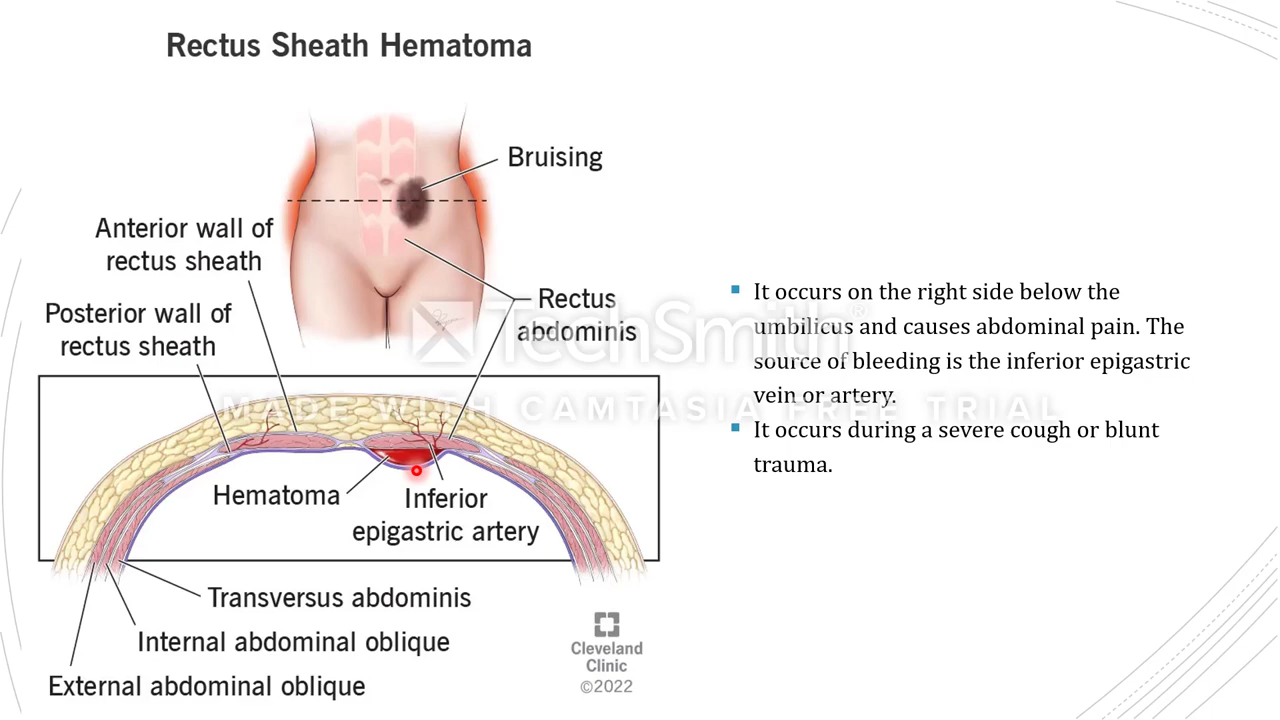 Rectus Sheath Hematoma
Bruising
Anterior wall of
rectus sheath
Posterior wall of
rectus sheath
Rectus
abdominis
Hematoma
Inferior
epigastric artery
Transversus abdominis
Internal abdominal oblique
External abdominal oblique
Cleveland
Clinic
©2022
It occurs on the right side below the
umbilicus and causes abdominal pain. The
source of bleeding is the inferior epigastric
vein or artery.
It occurs during a severe cough or blunt
trauma.
TechSmith®
MADE WITH CAMTASIA FREE TRIAL